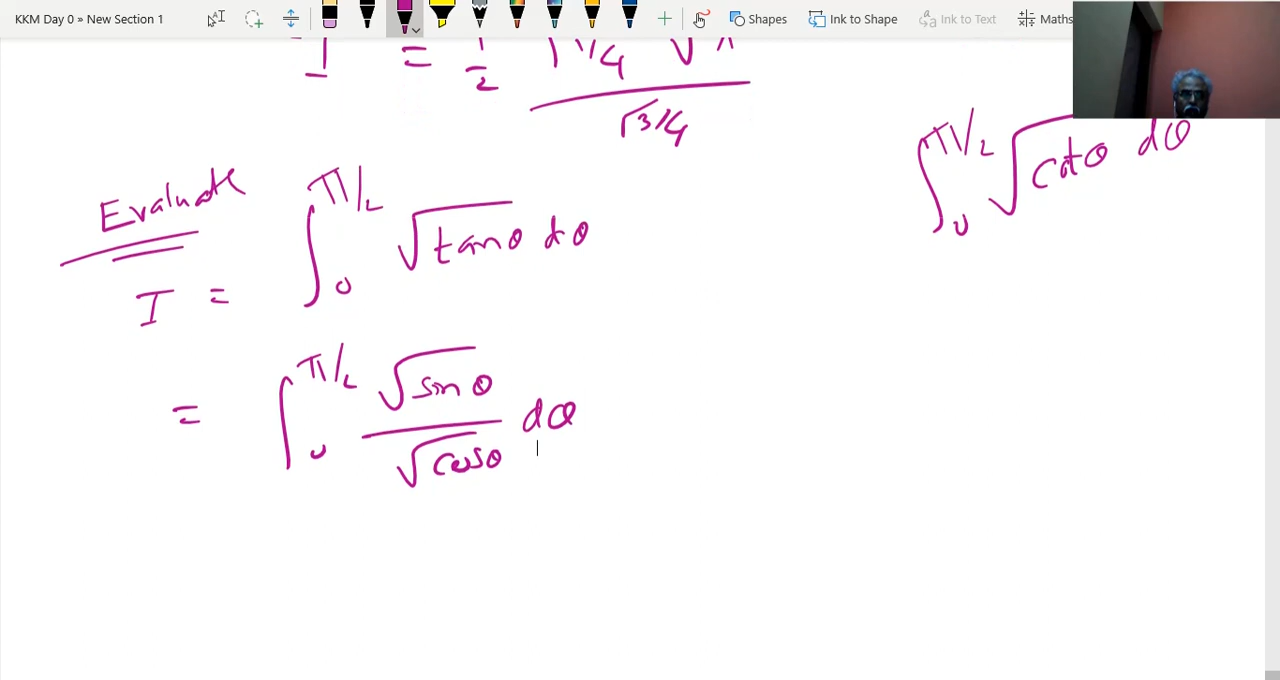 KKM Day 0 » New Section 1
Shapes
Ink to Shape
Ink to Text
Maths
= 1/2 Γ1/4 √π / Γ3/4
∫₀^(π/2) √cotθ dθ
Evaluate ∫₀^(π/2) √tanθ dθ
I =
= ∫₀^(π/2) √sinθ / √cosθ dθ